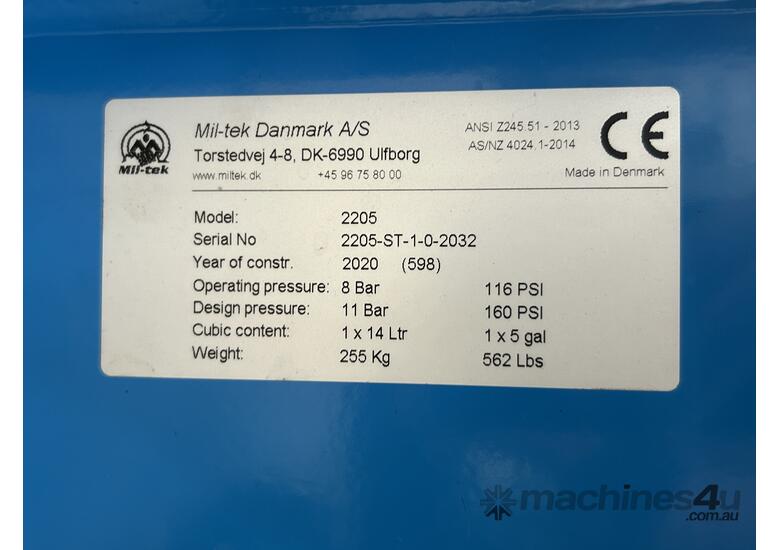 Mil-tek Danmark A/S
Torstedvej 4-8, DK-6990 Ulfborg
www.miltek.dk +45 96 75 80 00
ANSI Z245.51 - 2013
AS/NZ 4024.1-2014
CE
Made in Denmark
Mil-tek
Model: 2205
Serial No 2205-ST-1-0-2032
Year of constr. 2020 (598)
Operating pressure: 8 Bar 116 PSI
Design pressure: 11 Bar 160 PSI
Cubic content: 1 x 14 Ltr 1 x 5 gal
Weight: 255 Kg 562 Lbs
machines4u
.com.au